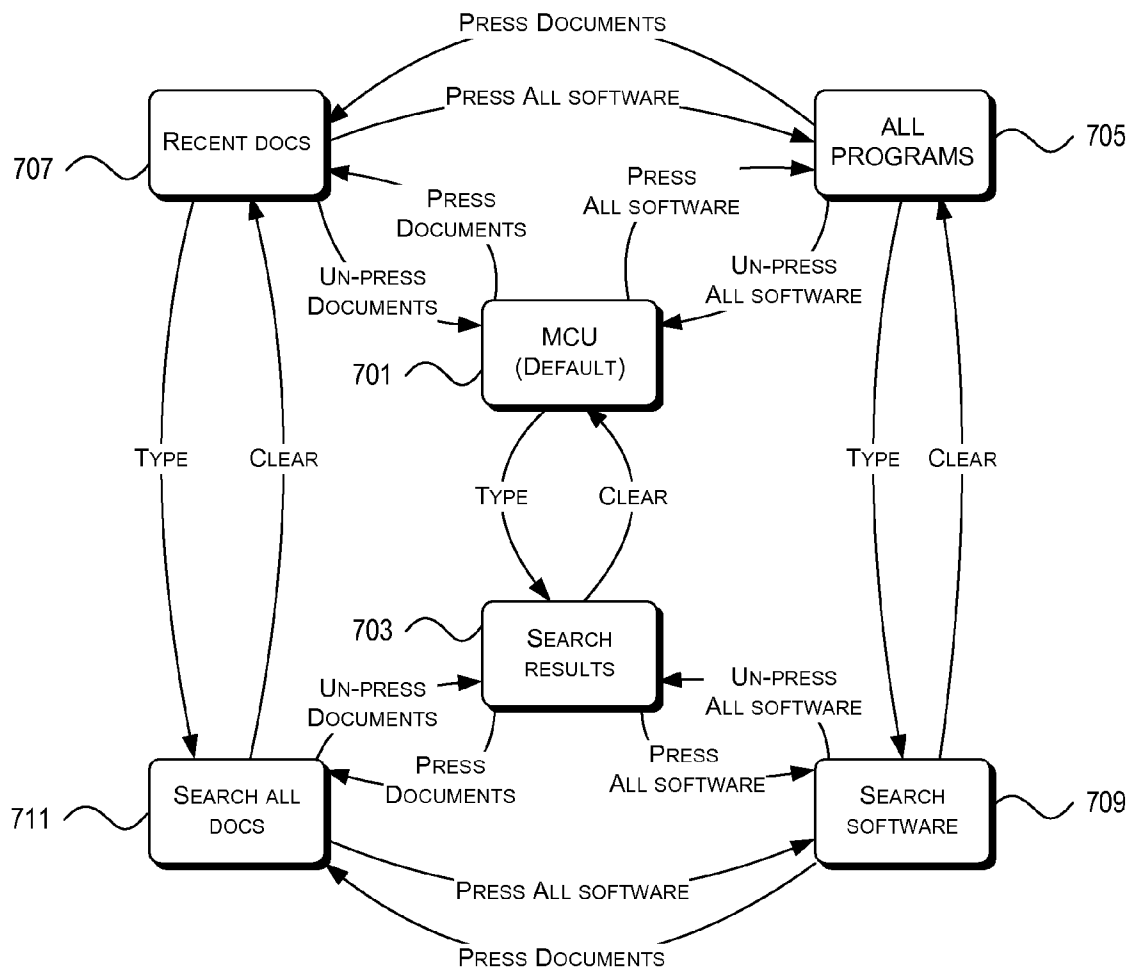 Press Documents
Press All software
Recent docs
ALL
PROGRAMS
707
705
Press
Documents
Press
All software
Un-press
Documents
Un-press
All software
MCU
(Default)
701
Type
Clear
Type
Clear
Type
Clear
703
Search
results
Un-press
Documents
Un-press
All software
Press
Documents
Press
All software
711
Search all
docs
Search
software
709
Press All software
Press Documents